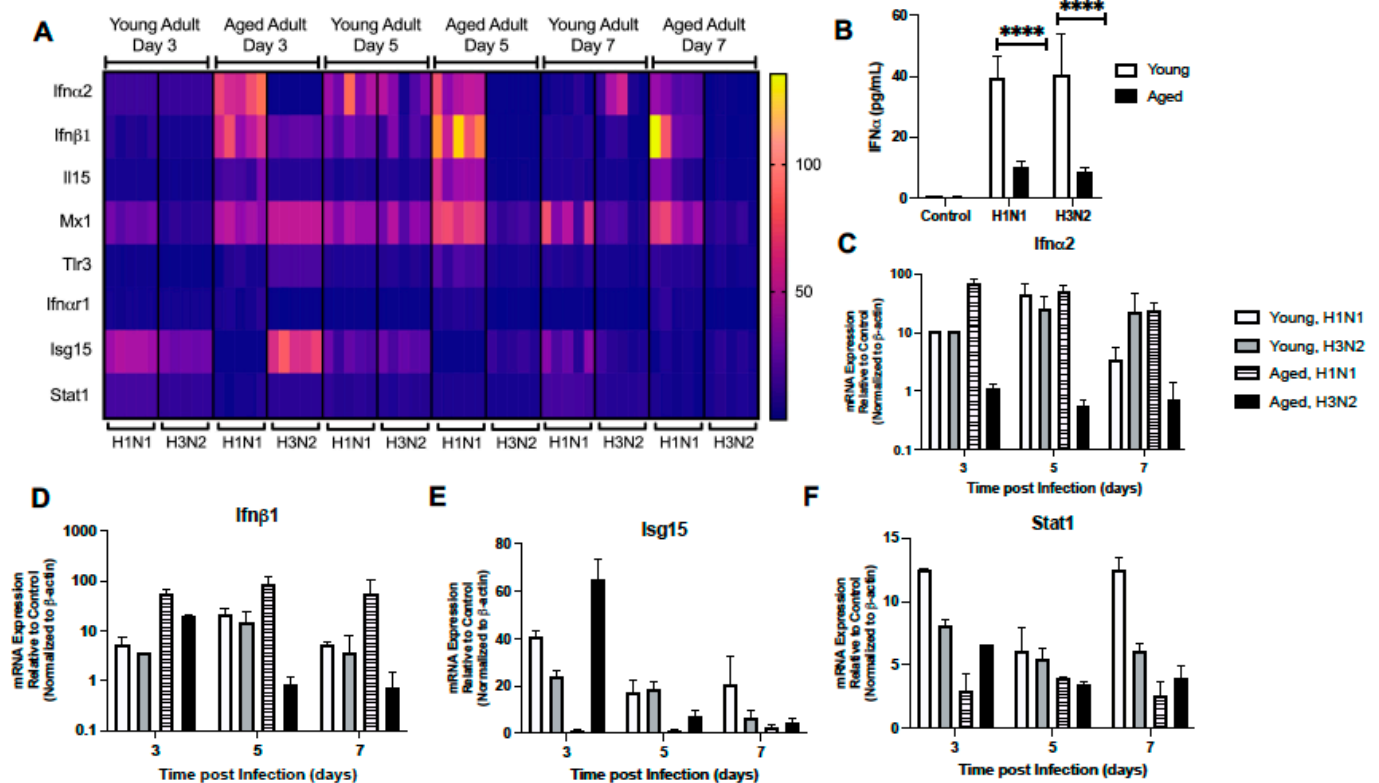 A
Young Adult Aged Adult Young Adult Aged Adult Young Adult Aged Adult
Day 3 Day 3 Day 5 Day 5 Day 7 Day 7
Ifnα2
Ifnβ1
Il15
Mx1
Tlr3
Ifnαr1
Isg15
Stat1
100
50
H1N1 H3N2 H1N1 H3N2 H1N1 H3N2 H1N1 H3N2 H1N1 H3N2 H1N1 H3N2
B
IFNα (pg/mL)
60
40
20
0
**** ****
Control H1N1 H3N2
Young
Aged
C
Ifnα2
mRNA Expression
Relative to Control
(Normalized to β-actin)
100
10
1
0.1
3 5 7
Time post Infection (days)
Young, H1N1
Young, H3N2
Aged, H1N1
Aged, H3N2
D
Ifnβ1
mRNA Expression
Relative to Control
(Normalized to β-actin)
1000
100
10
1
0.1
3 5 7
Time post Infection (days)
E
Isg15
mRNA Expression
Relative to Control
(Normalized to β-actin)
80
60
40
20
0
3 5 7
Time post Infection (days)
F
Stat1
mRNA Expression
Relative to Control
(Normalized to β-actin)
15
10
5
0
3 5 7
Time post Infection (days)